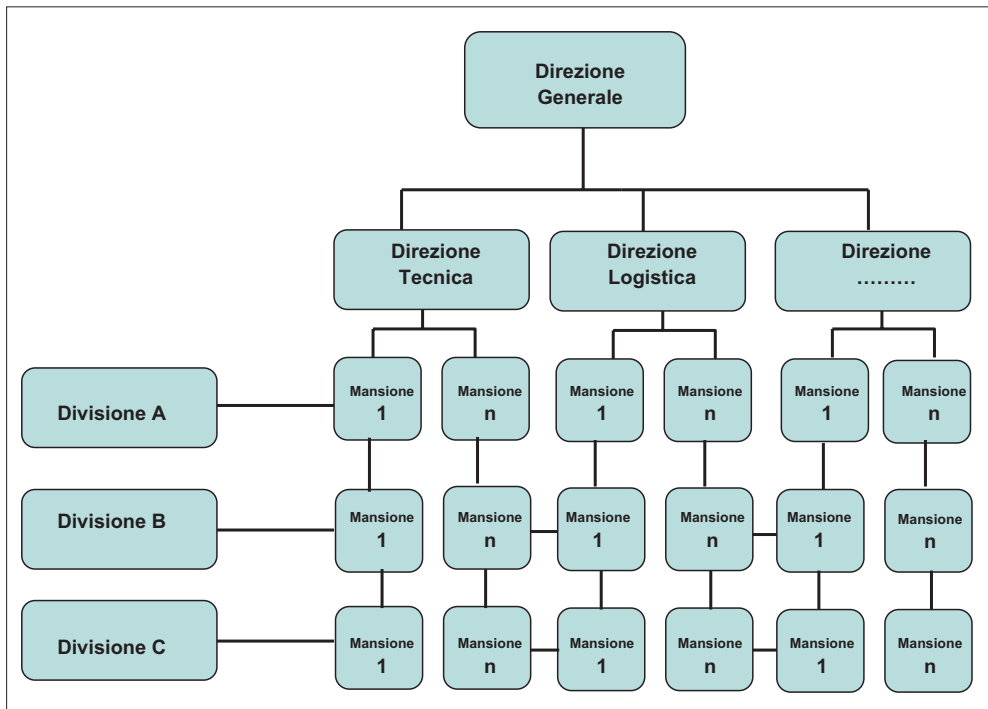 Direzione
Generale
Direzione
Tecnica
Direzione
Logistica
Direzione
………
Divisione A
Mansione
1
Mansione
n
Mansione
1
Mansione
n
Mansione
1
Mansione
n
Divisione B
Mansione
1
Mansione
n
Mansione
1
Mansione
n
Mansione
1
Mansione
n
Divisione C
Mansione
1
Mansione
n
Mansione
1
Mansione
n
Mansione
1
Mansione
n